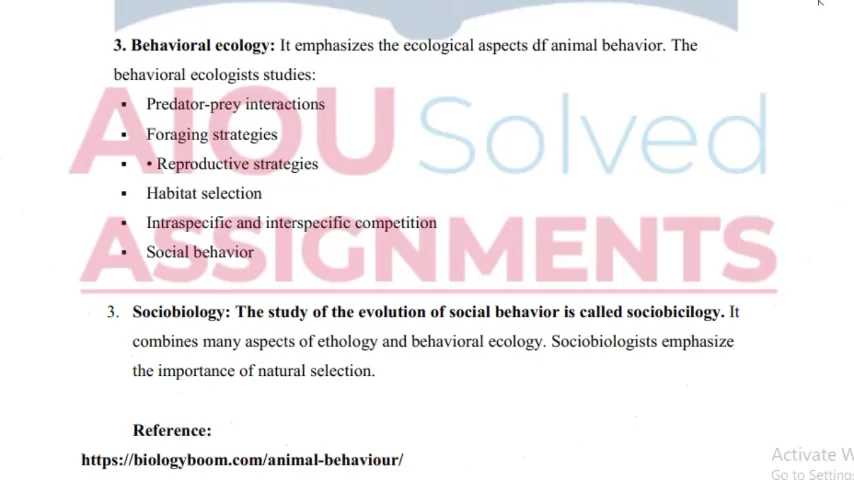 3. Behavioral ecology: It emphasizes the ecological aspects df animal behavior. The
behavioral ecologists studies:
▪ Predator-prey interactions
▪ Foraging strategies
▪ • Reproductive strategies
▪ Habitat selection
▪ Intraspecific and interspecific competition
▪ Social behavior
AIOU Solved
ASSIGNMENTS
3. Sociobiology: The study of the evolution of social behavior is called sociobicilogy. It
combines many aspects of ethology and behavioral ecology. Sociobiologists emphasize
the importance of natural selection.
Reference:
https://biologyboom.com/animal-behaviour/
Activate W
Go to Settings